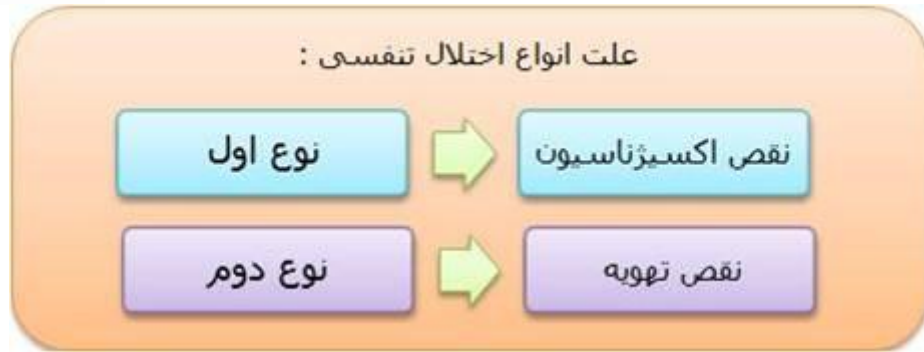 علت انواع اختلال تنفسی :
نوع اول
نقص اکسیژناسیون
نوع دوم
نقص تهویه